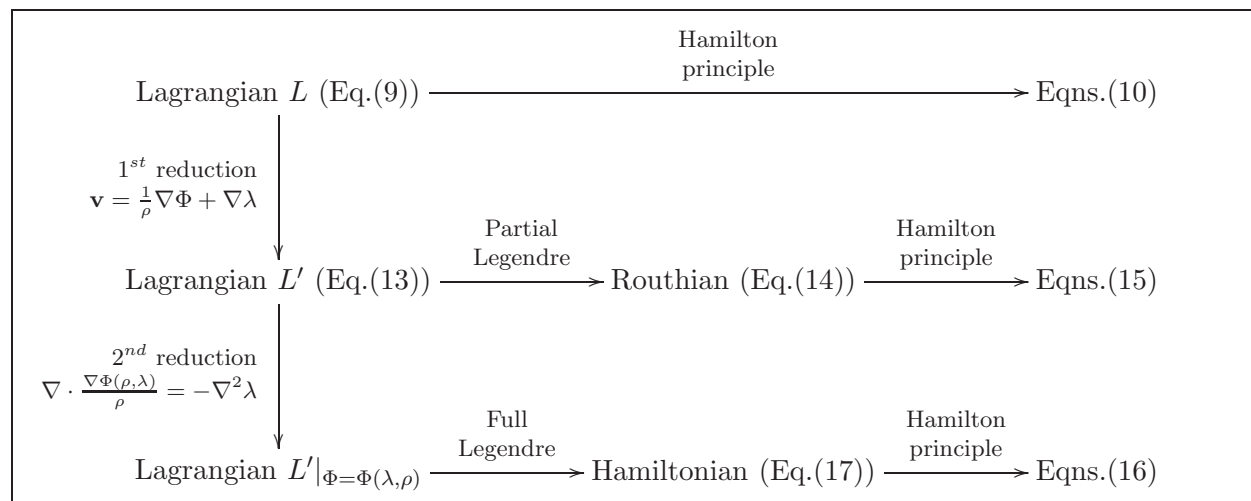 Hamilton
principle
Lagrangian L (Eq.(9)) Eqns.(10)
1st reduction
v = 1/ρ ∇Φ + ∇λ
Partial
Legendre
Hamilton
principle
Lagrangian L′ (Eq.(13)) Routhian (Eq.(14)) Eqns.(15)
2nd reduction
∇ · ∇Φ(ρ,λ)/ρ = −∇²λ
Full
Legendre
Hamilton
principle
Lagrangian L′|Φ=Φ(λ,ρ) Hamiltonian (Eq.(17)) Eqns.(16)